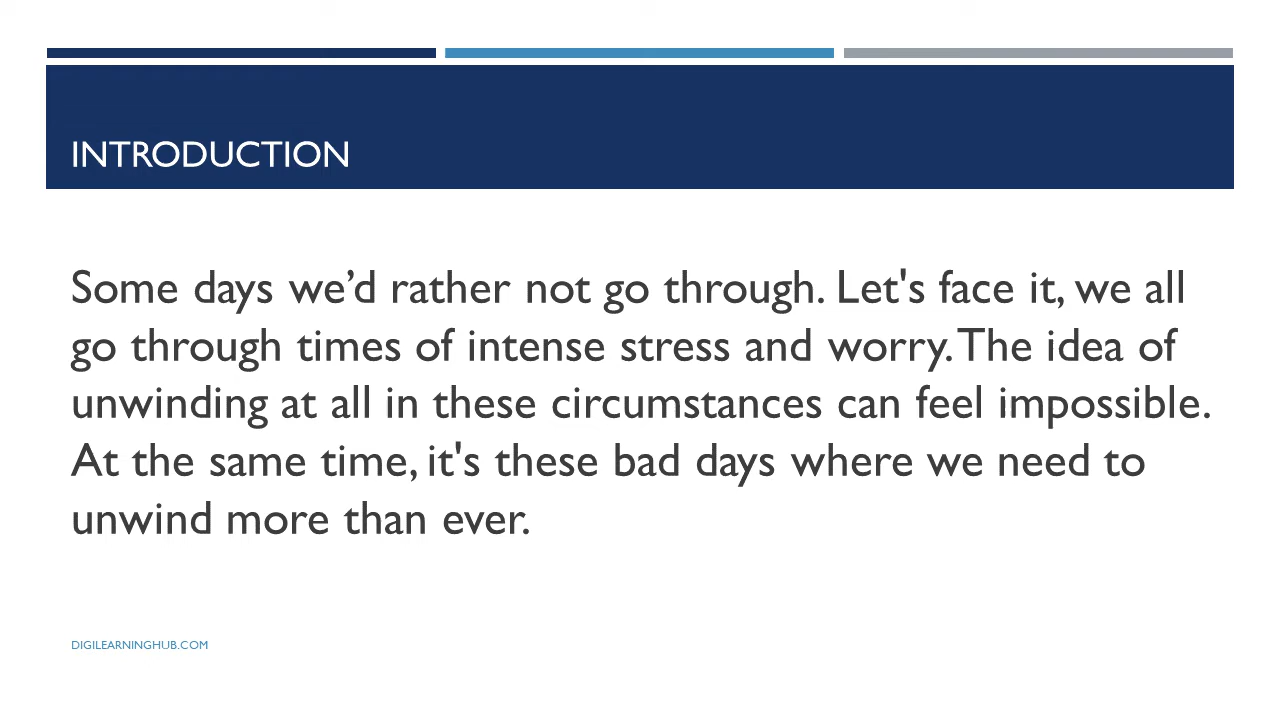 INTRODUCTION
Some days we’d rather not go through. Let's face it, we all
go through times of intense stress and worry. The idea of
unwinding at all in these circumstances can feel impossible.
At the same time, it's these bad days where we need to
unwind more than ever.
DIGILEARNINGHUB.COM